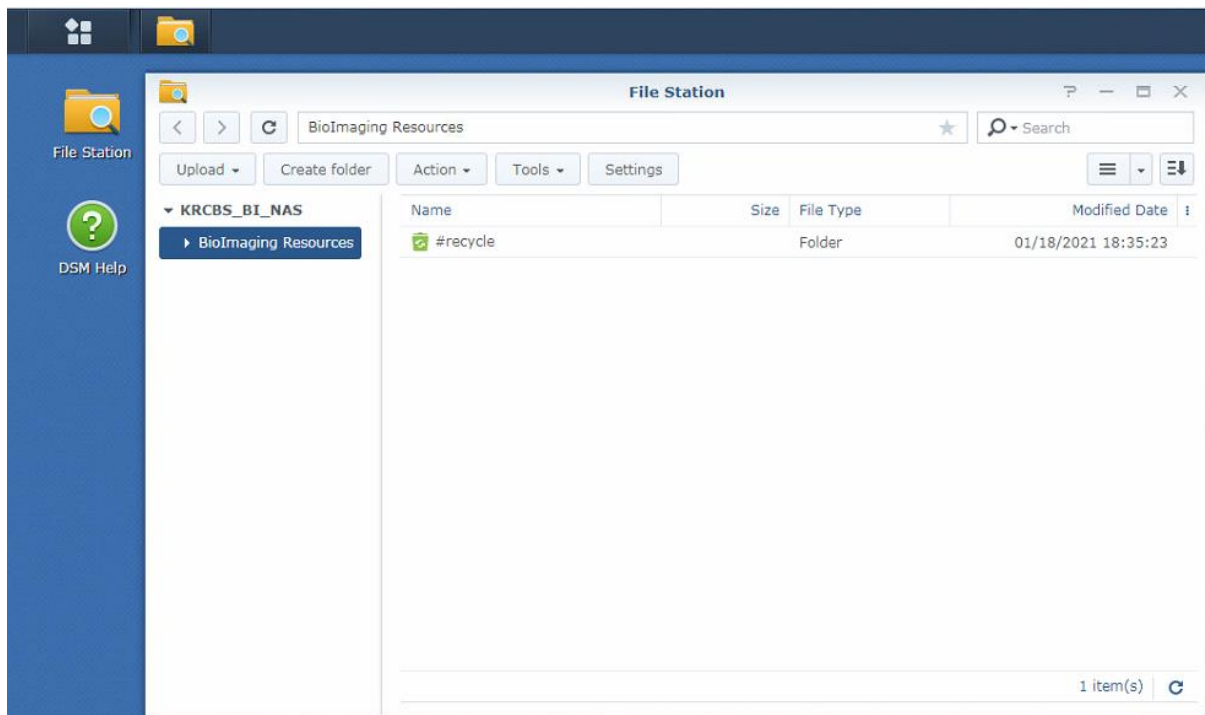 File Station
BioImaging Resources
Search
File Station
Upload
Create folder
Action
Tools
Settings
KRCBS_BI_NAS
Name
Size
File Type
Modified Date
BioImaging Resources
#recycle
Folder
01/18/2021 18:35:23
DSM Help
1 item(s)